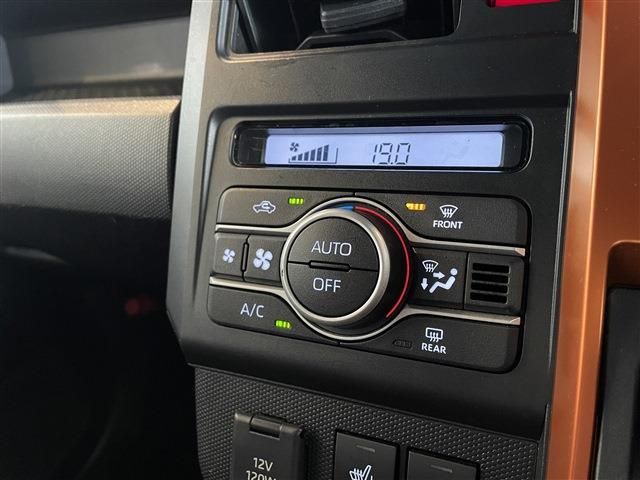 19.0
FRONT
AUTO
OFF
A/C
REAR
12V
120W